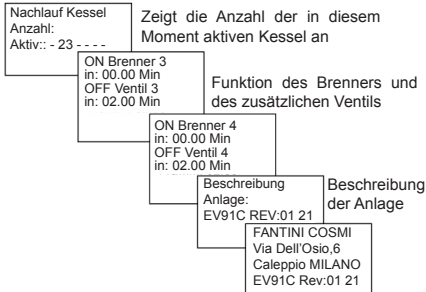 Nachlauf Kessel
Anzahl:
Aktiv:: - 23 - - - -
Zeigt die Anzahl der in diesem
Moment aktiven Kessel an
ON Brenner 3
in: 00.00 Min
OFF Ventil 3
in: 02.00 Min
Funktion des Brenners und
des zusätzlichen Ventils
ON Brenner 4
in: 00.00 Min
OFF Ventil 4
in: 02.00 Min
Beschreibung
Anlage:
EV91C REV:01 21
Beschreibung
der Anlage
FANTINI COSMI
Via Dell'Osio,6
Caleppio MILANO
EV91C Rev:01 21